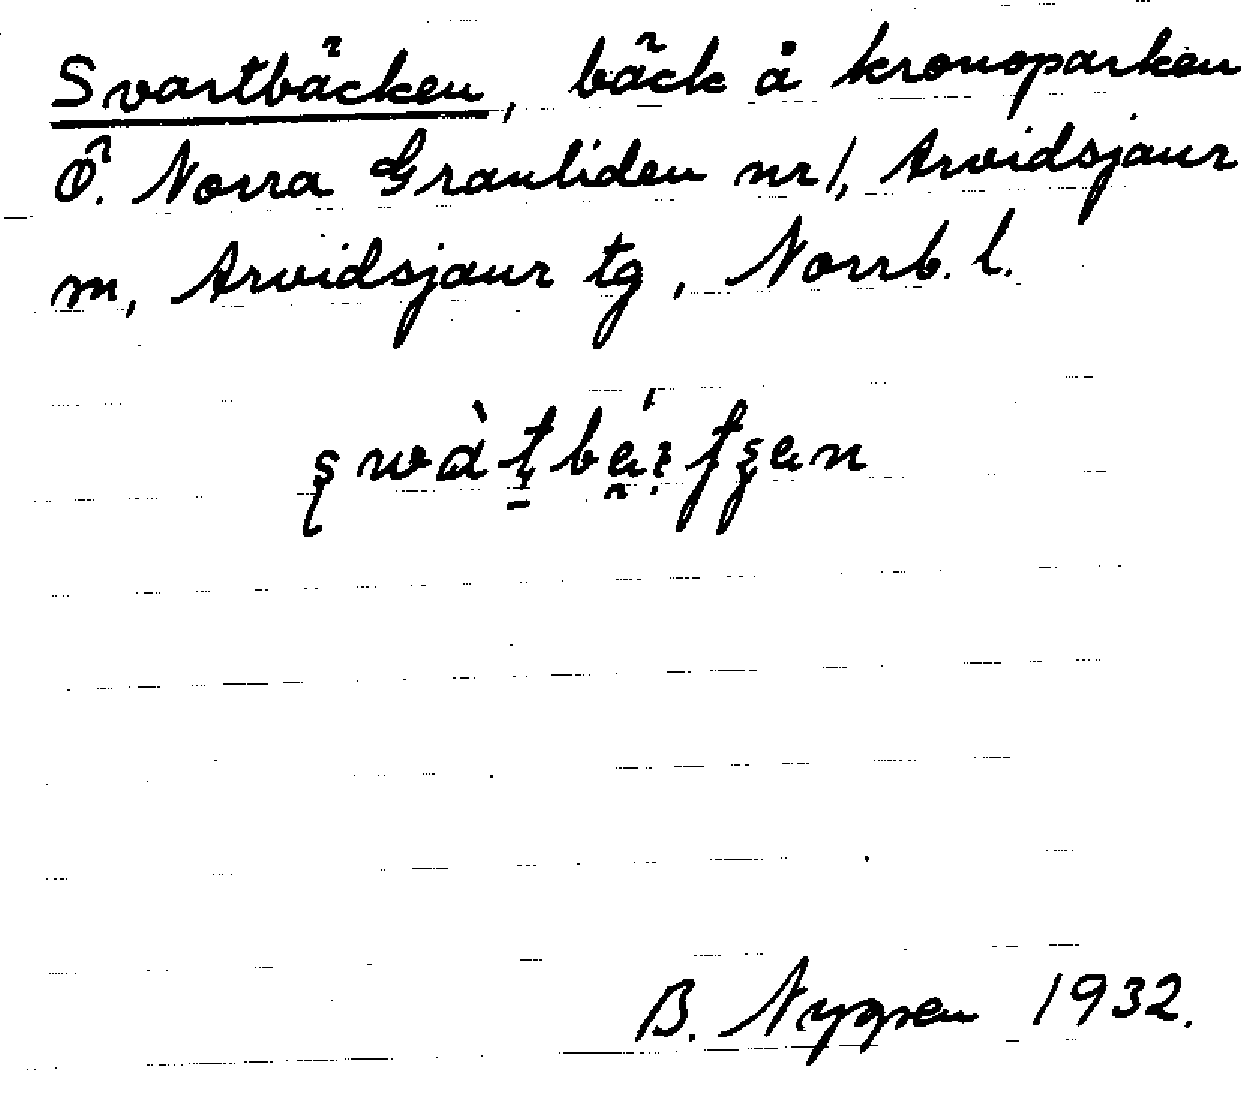 Svartbäcken, bäck å kronoparken
Ö. Norra Granliden nr 1, Arvidsjaur
m, Arvidsjaur tg, Norrb. l.
B. Nygren 1932.